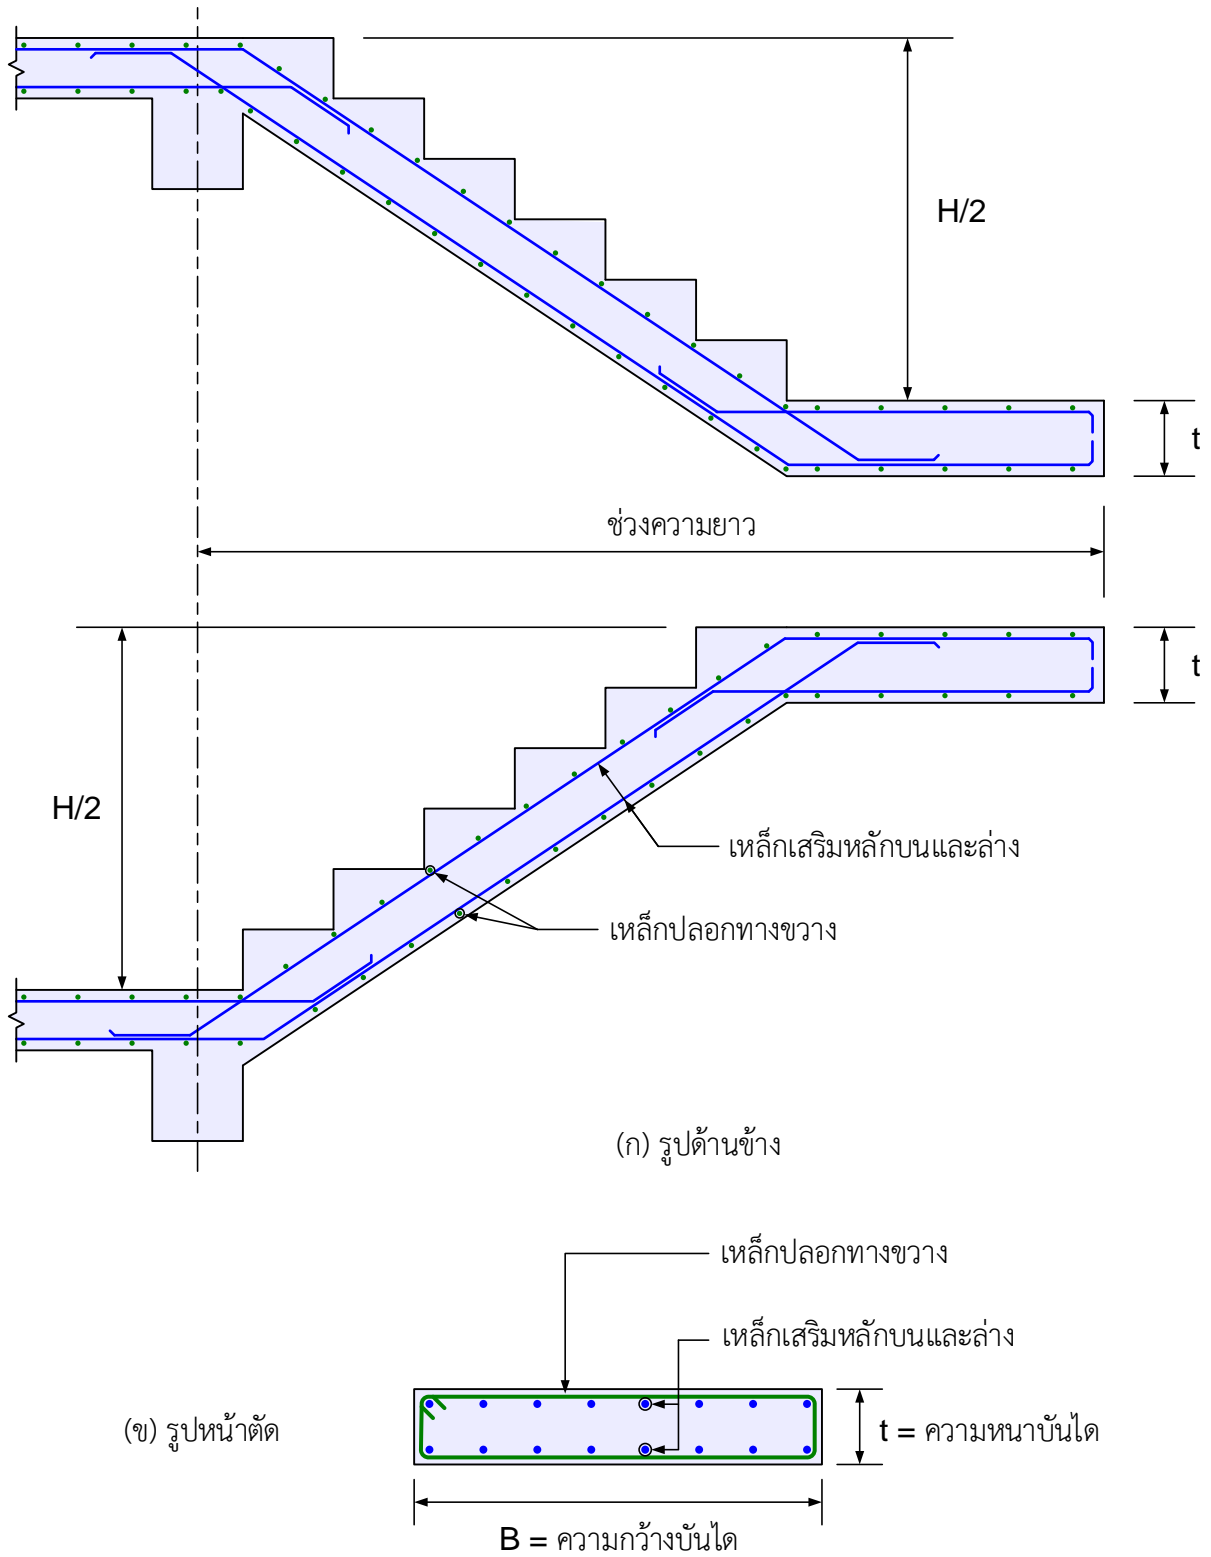 H/2
t
ช่วงความยาว
t
H/2
เหล็กเสริมหลักบนและล่าง
เหล็กปลอกทางขวาง
(ก) รูปด้านข้าง
เหล็กปลอกทางขวาง
เหล็กเสริมหลักบนและล่าง
(ข) รูปหน้าตัด
t = ความหนาบันได
B = ความกว้างบันได